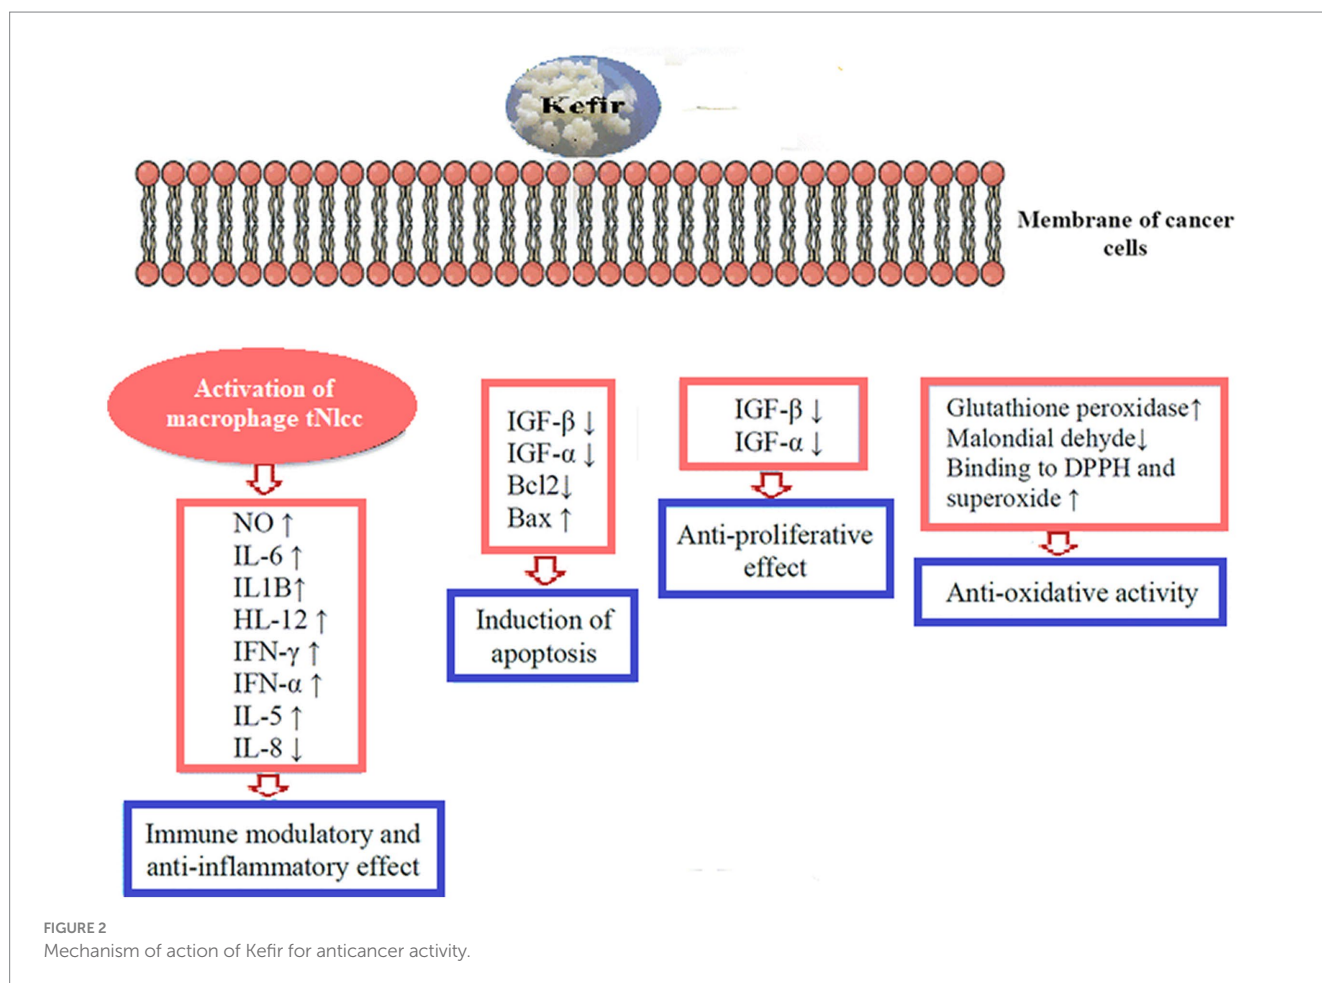 Kefir
Membrane of cancer
cells
Activation of
macrophage tNlcc
NO ↑
IL-6 ↑
IL1B↑
HL-12 ↑
IFN-γ ↑
IFN-α ↑
IL-5 ↑
IL-8 ↓
Immune modulatory and
anti-inflammatory effect
IGF-β ↓
IGF-α ↓
Bcl2↓
Bax ↑
Induction of
apoptosis
IGF-β ↓
IGF-α ↓
Anti-proliferative
effect
Glutathione peroxidase↑
Malondial dehyde↓
Binding to DPPH and
superoxide ↑
Anti-oxidative activity
FIGURE 2
Mechanism of action of Kefir for anticancer activity.